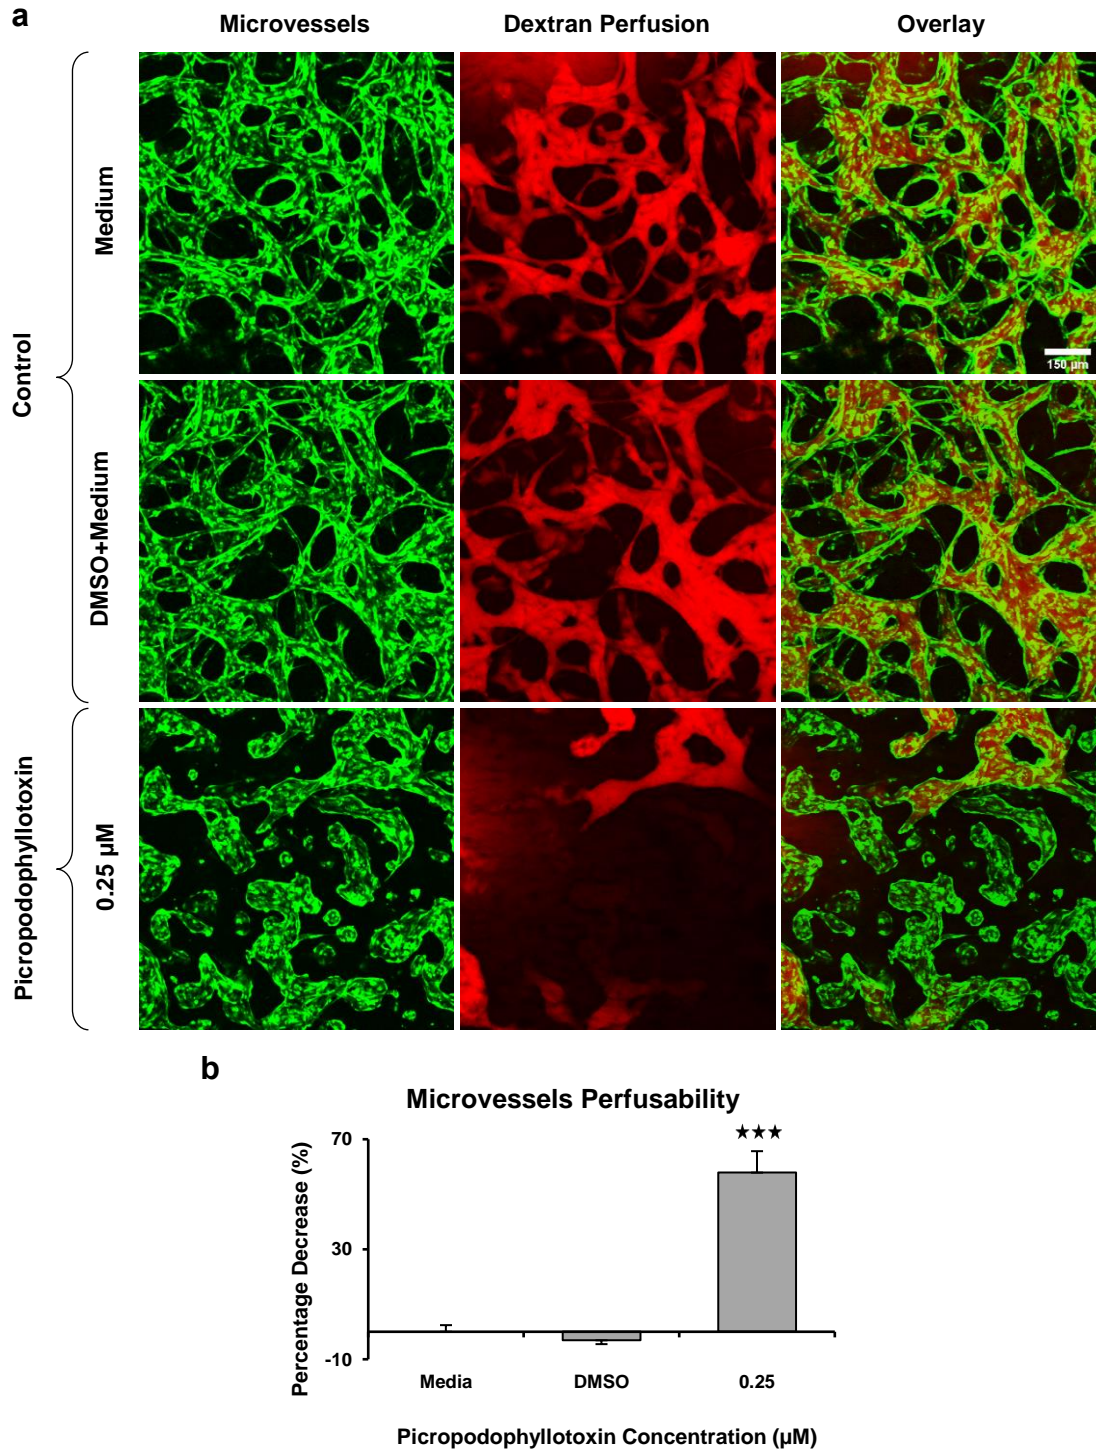 a
Microvessels
Dextran Perfusion
Overlay
Control
Medium
150 µm
DMSO+Medium
Picropodophyllotoxin
0.25 µM
b
Microvessels Perfusability
★★★
Percentage Decrease (%)
70
30
-10
Media
DMSO
0.25
Picropodophyllotoxin Concentration (µM)